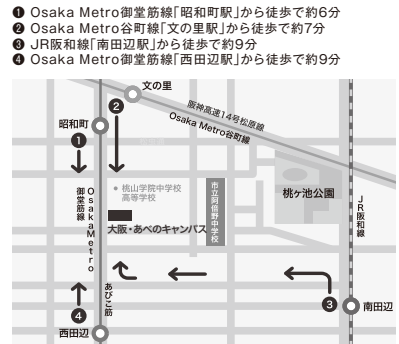 ❶ Osaka Metro御堂筋線「昭和町駅」から徒歩で約6分
❷ Osaka Metro谷町線「文の里駅」から徒歩で約7分
❸ JR阪和線「南田辺駅」から徒歩で約9分
❹ Osaka Metro御堂筋線「西田辺駅」から徒歩で約9分
文の里
❷
阪神高速14号松原線
Osaka Metro谷町線
昭和町
❶
桃山学院中学校
高等学校
市立阿倍野中学校
桃ヶ池公園
OsakaMetro
御堂筋線
JR阪和線
大阪・あべのキャンパス
あびこ筋
❸
南田辺
❹
西田辺